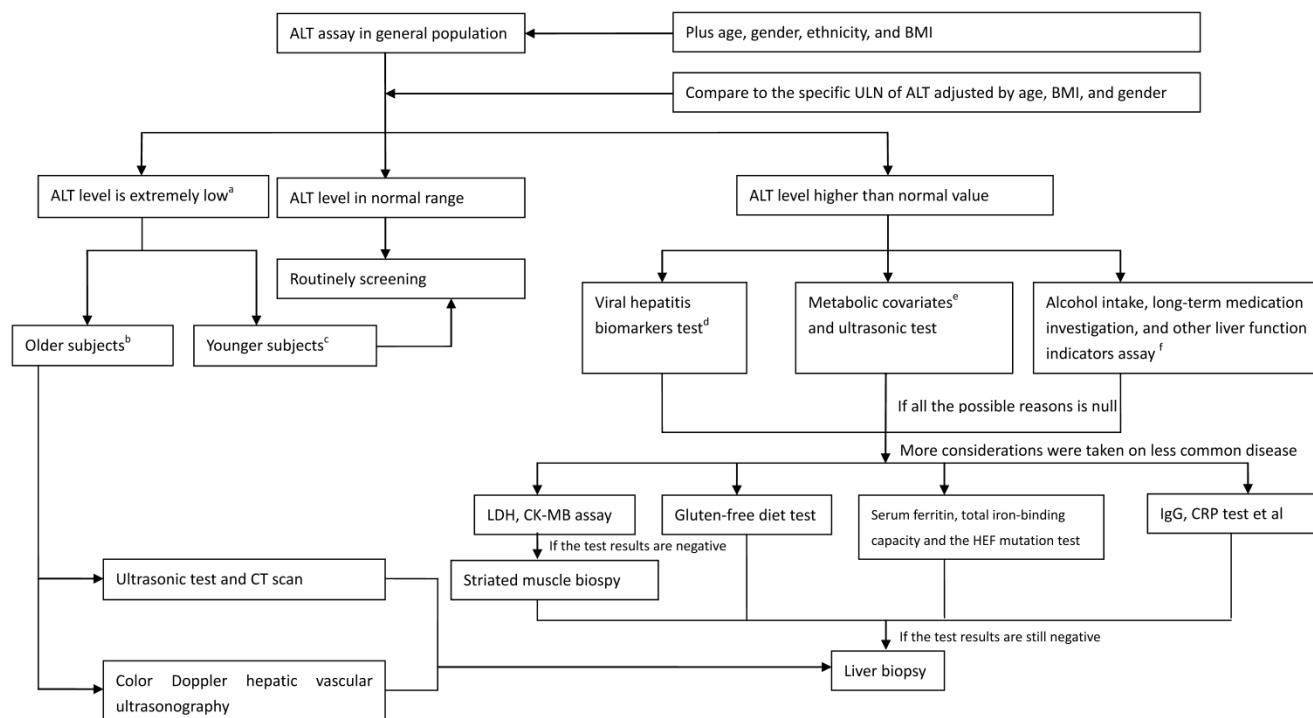 ALT assay in general population
Plus age, gender, ethnicity, and BMI
Compare to the specific ULN of ALT adjusted by age, BMI, and gender
ALT level is extremely lowᵃ
ALT level in normal range
ALT level higher than normal value
Routinely screening
Older subjectsᵇ
Younger subjectsᶜ
Viral hepatitis
biomarkers testᵈ
Metabolic covariatesᵉ
and ultrasonic test
Alcohol intake, long-term medication
investigation, and other liver function
indicators assay ᶠ
If all the possible reasons is null
More considerations were taken on less common disease
LDH, CK-MB assay
Gluten-free diet test
Serum ferritin, total iron-binding
capacity and the HEF mutation test
IgG, CRP test et al
If the test results are negative
Striated muscle biospy
Ultrasonic test and CT scan
If the test results are still negative
Liver biopsy
Color Doppler hepatic vascular
ultrasonography